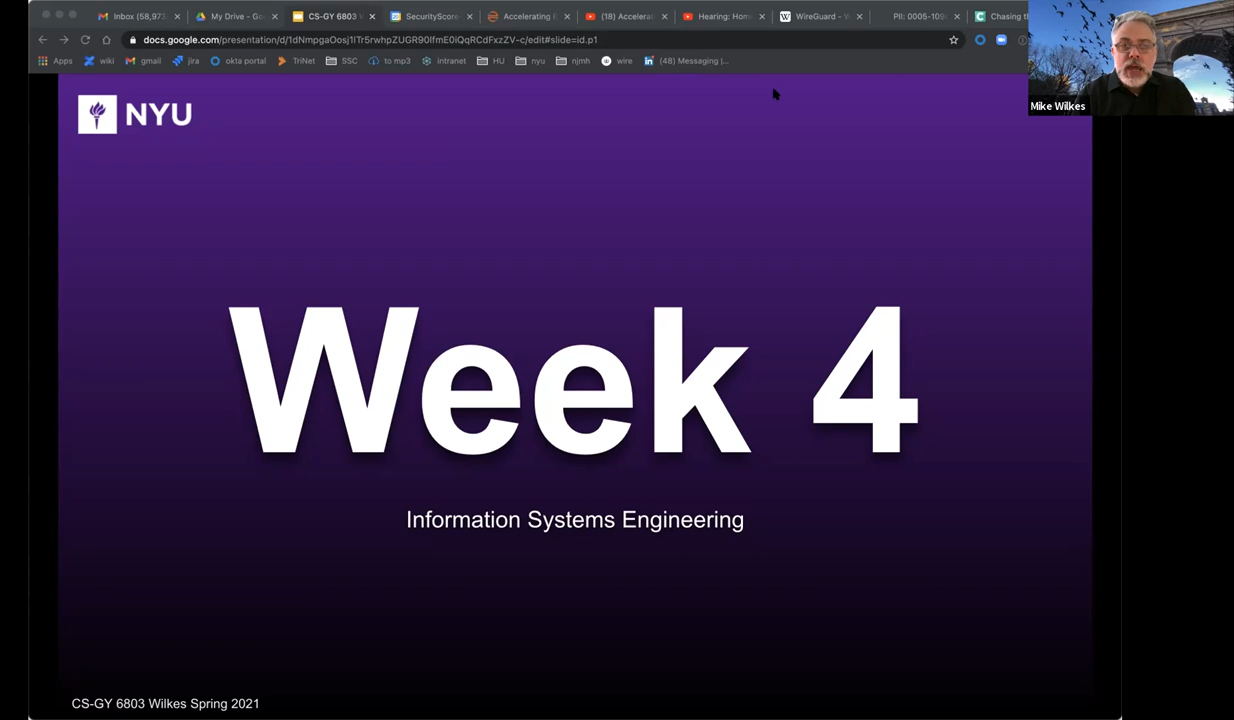 Inbox (58,973
My Drive - Go
CS-GY 6803
SecurityScore
Accelerating
(18) Accelerat
Hearing: Hom
WireGuard - W
PII: 0005-109
Chasing th
docs.google.com/presentation/d/1dNmpgaOosj1lTr5rwhpZUGR90lfmE0iQqRCdFxzZV-c/edit#slide=id.p1
Apps wiki gmail jira okta portal TriNet SSC to mp3 intranet HU nyu njmh wire (48) Messaging |...
Mike Wilkes
NYU
Week 4
Information Systems Engineering
CS-GY 6803 Wilkes Spring 2021